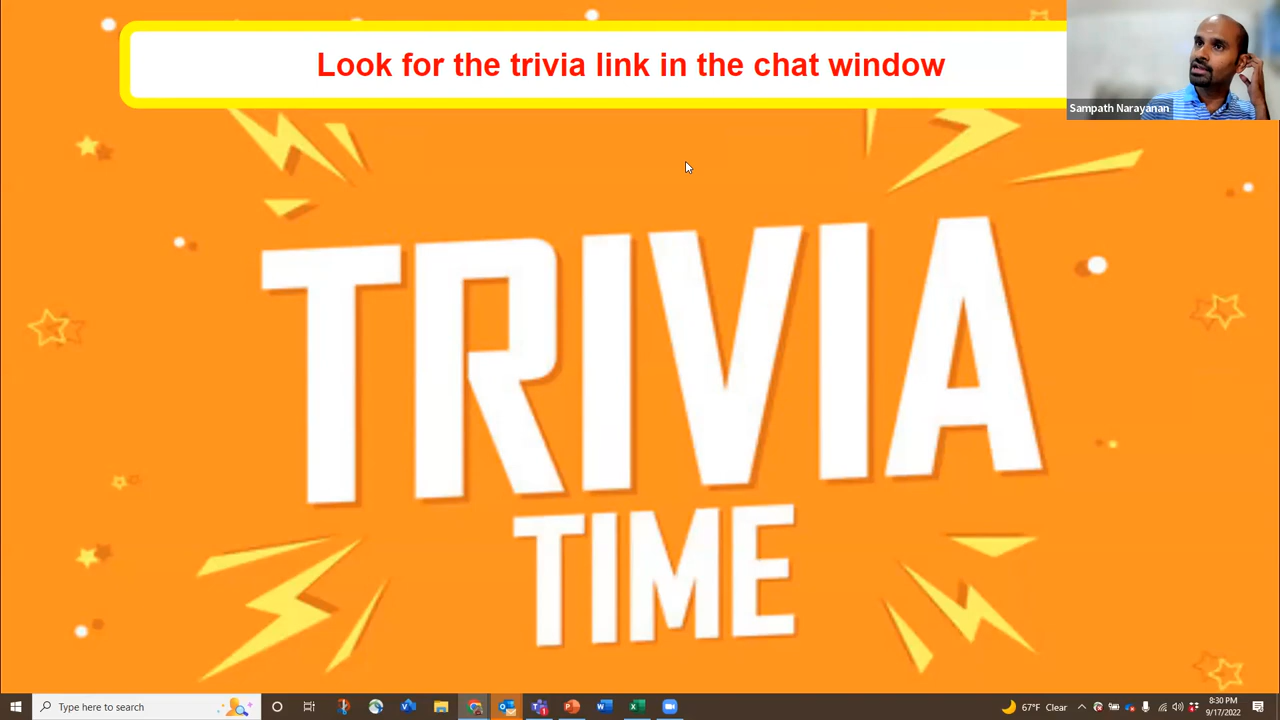 Look for the trivia link in the chat window
Sampath Narayanan
TRIVIA
TIME
Type here to search
67°F Clear
8:30 PM
9/17/2022